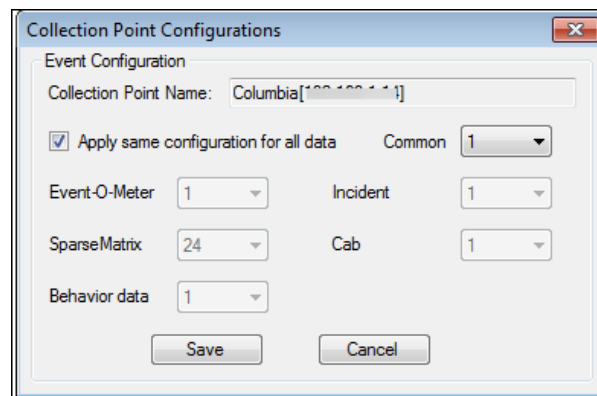 Collection Point Configurations
Event Configuration
Collection Point Name: Columbia[
Apply same configuration for all data Common 1
Event-O-Meter 1 Incident 1
SparseMatrix 24 Cab 1
Behavior data 1
Save Cancel